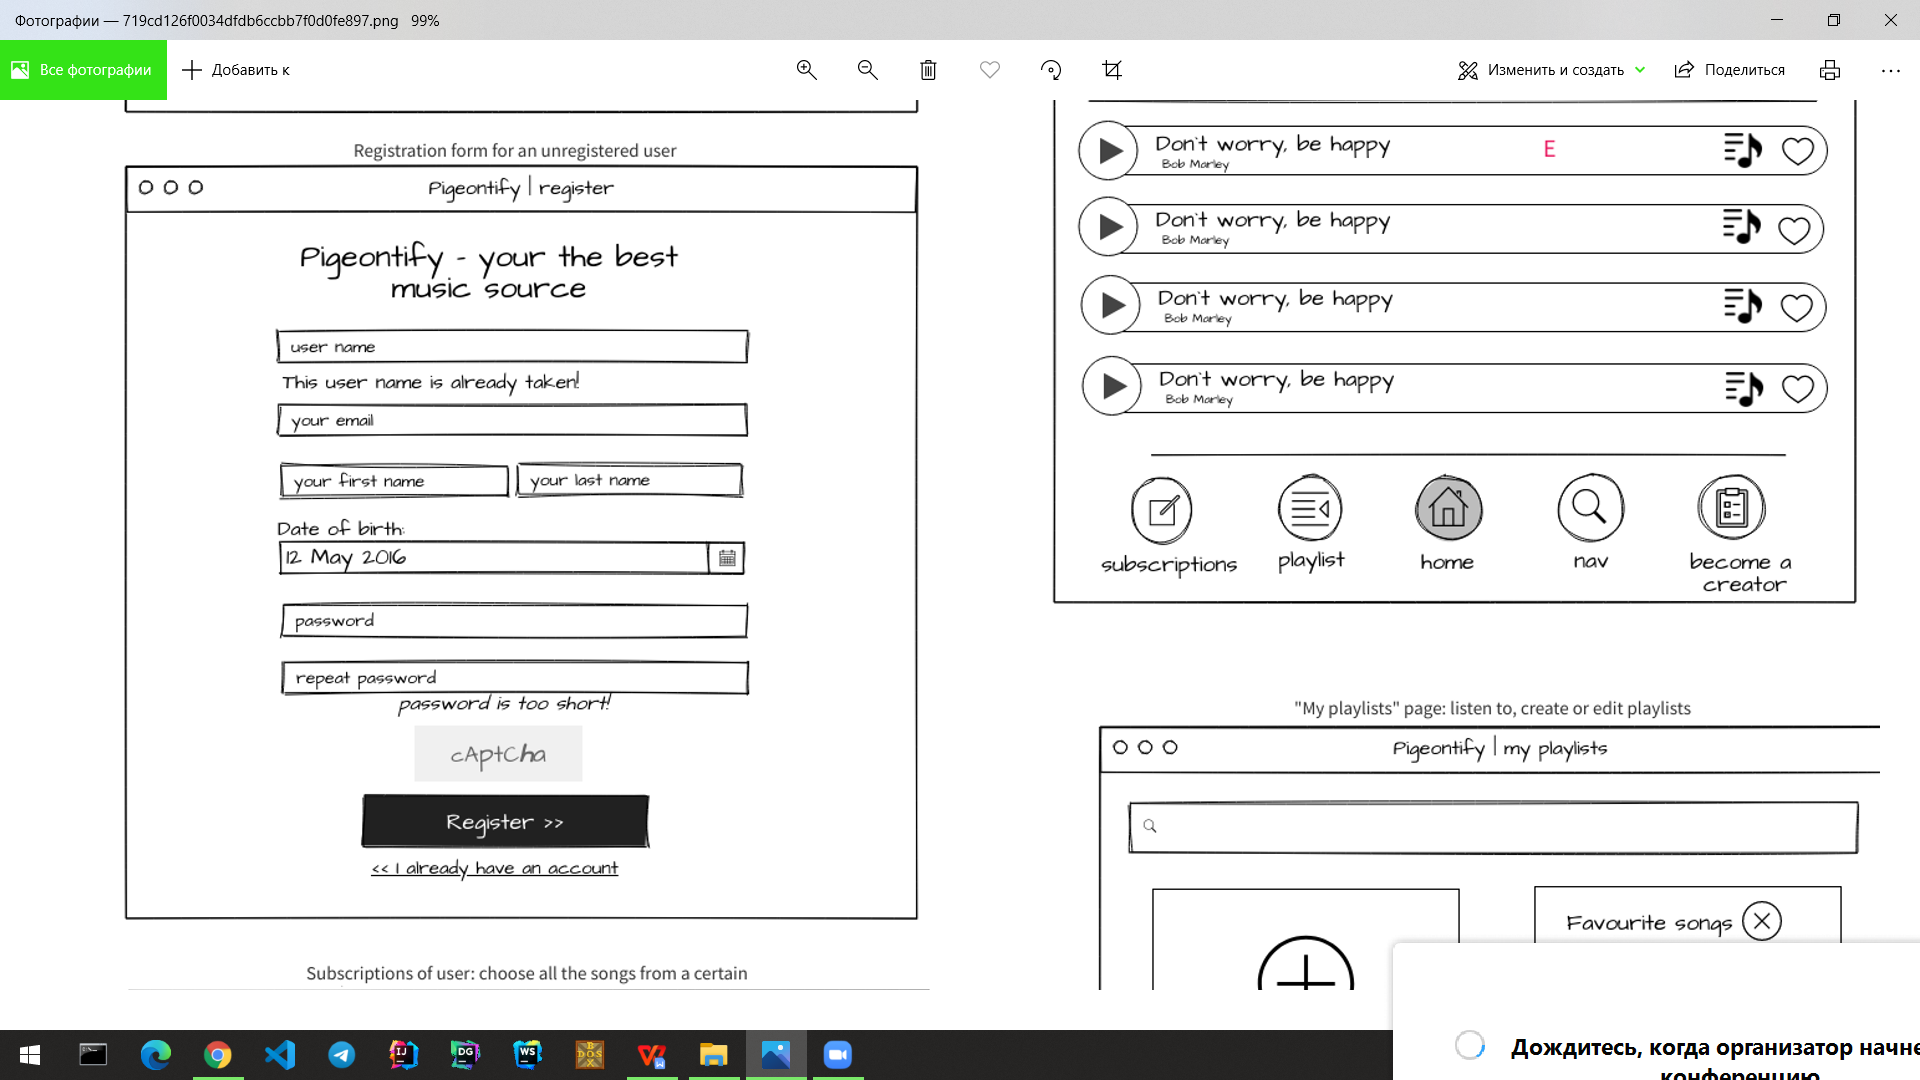 Фотографии — 719cd126f0034dfdb6ccbb7f0d0fe897.png 99%
Все фотографии
Добавить к
Изменить и создать
Поделиться
Registration form for an unregistered user
Pigeontify | register
Pigeontify - your the best
music source
user name
This user name is already taken!
your email
your first name
your last name
Date of birth:
12 May 2016
password
repeat password
password is too short!
cAptCha
Register >>
<< I already have an account
Subscriptions of user: choose all the songs from a certain
Don't worry, be happy
Bob Marley
E
Don't worry, be happy
Bob Marley
Don't worry, be happy
Bob Marley
Don't worry, be happy
Bob Marley
subscriptions
playlist
home
nav
become a
creator
"My playlists" page: listen to, create or edit playlists
Pigeontify | my playlists
Favourite songs
IJ
DG
WS
DOS
BOX
W
Дождитесь, когда организатор начне
конференцию